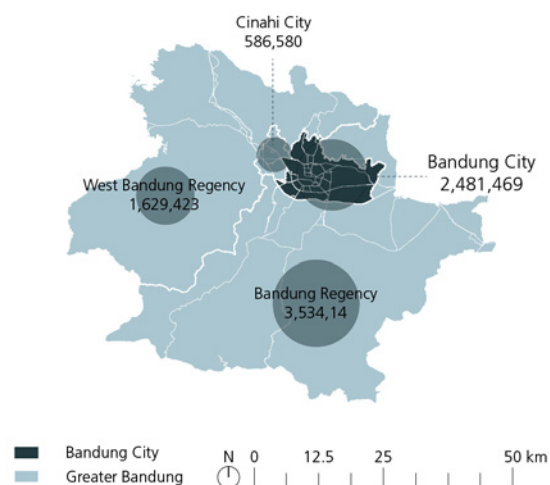 Cinahi City
586,580
Bandung City
2,481,469
West Bandung Regency
1,629,423
Bandung Regency
3,534,14
Bandung City
Greater Bandung
N 0 12.5 25 50 km